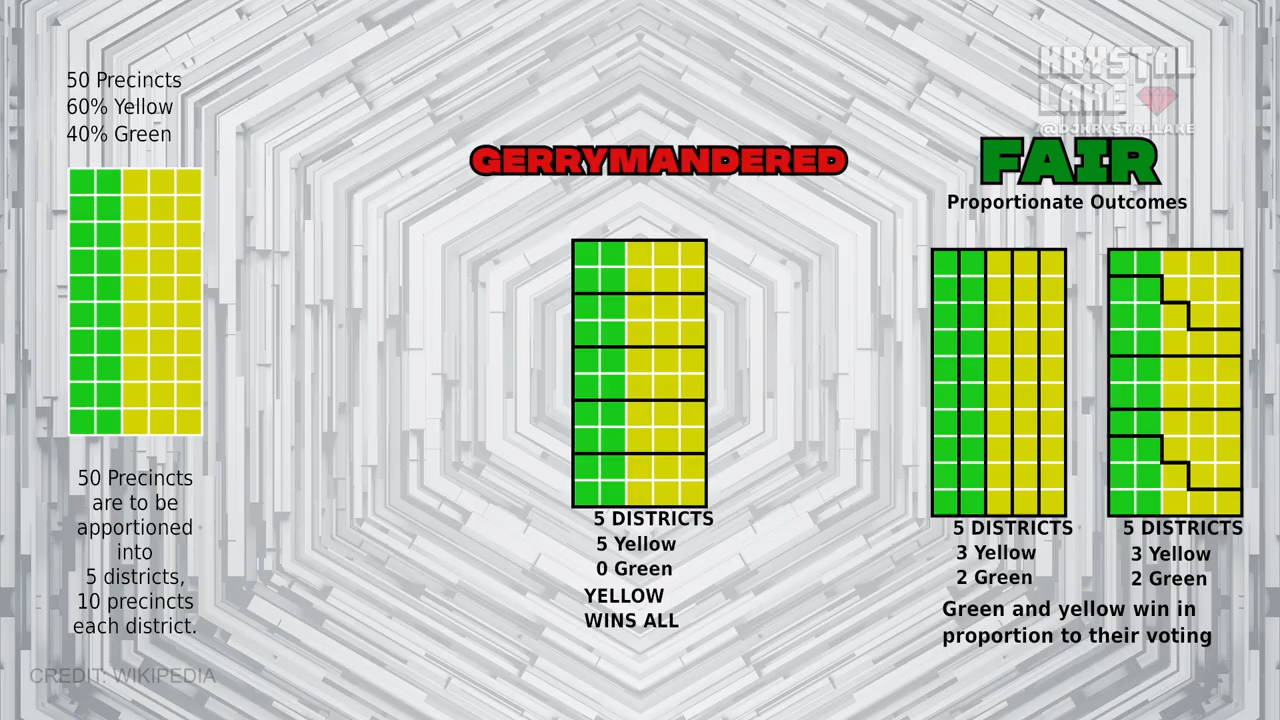 50 Precincts
60% Yellow
40% Green
50 Precincts
are to be
apportioned
into
5 districts,
10 precincts
each district.
CREDIT: WIKIPEDIA
GERRYMANDERED
5 DISTRICTS
5 Yellow
0 Green
YELLOW
WINS ALL
KRYSTAL
LAKE
@DJKRYSTALLAKE
FAIR
Proportionate Outcomes
5 DISTRICTS
3 Yellow
2 Green
5 DISTRICTS
3 Yellow
2 Green
Green and yellow win in
proportion to their voting